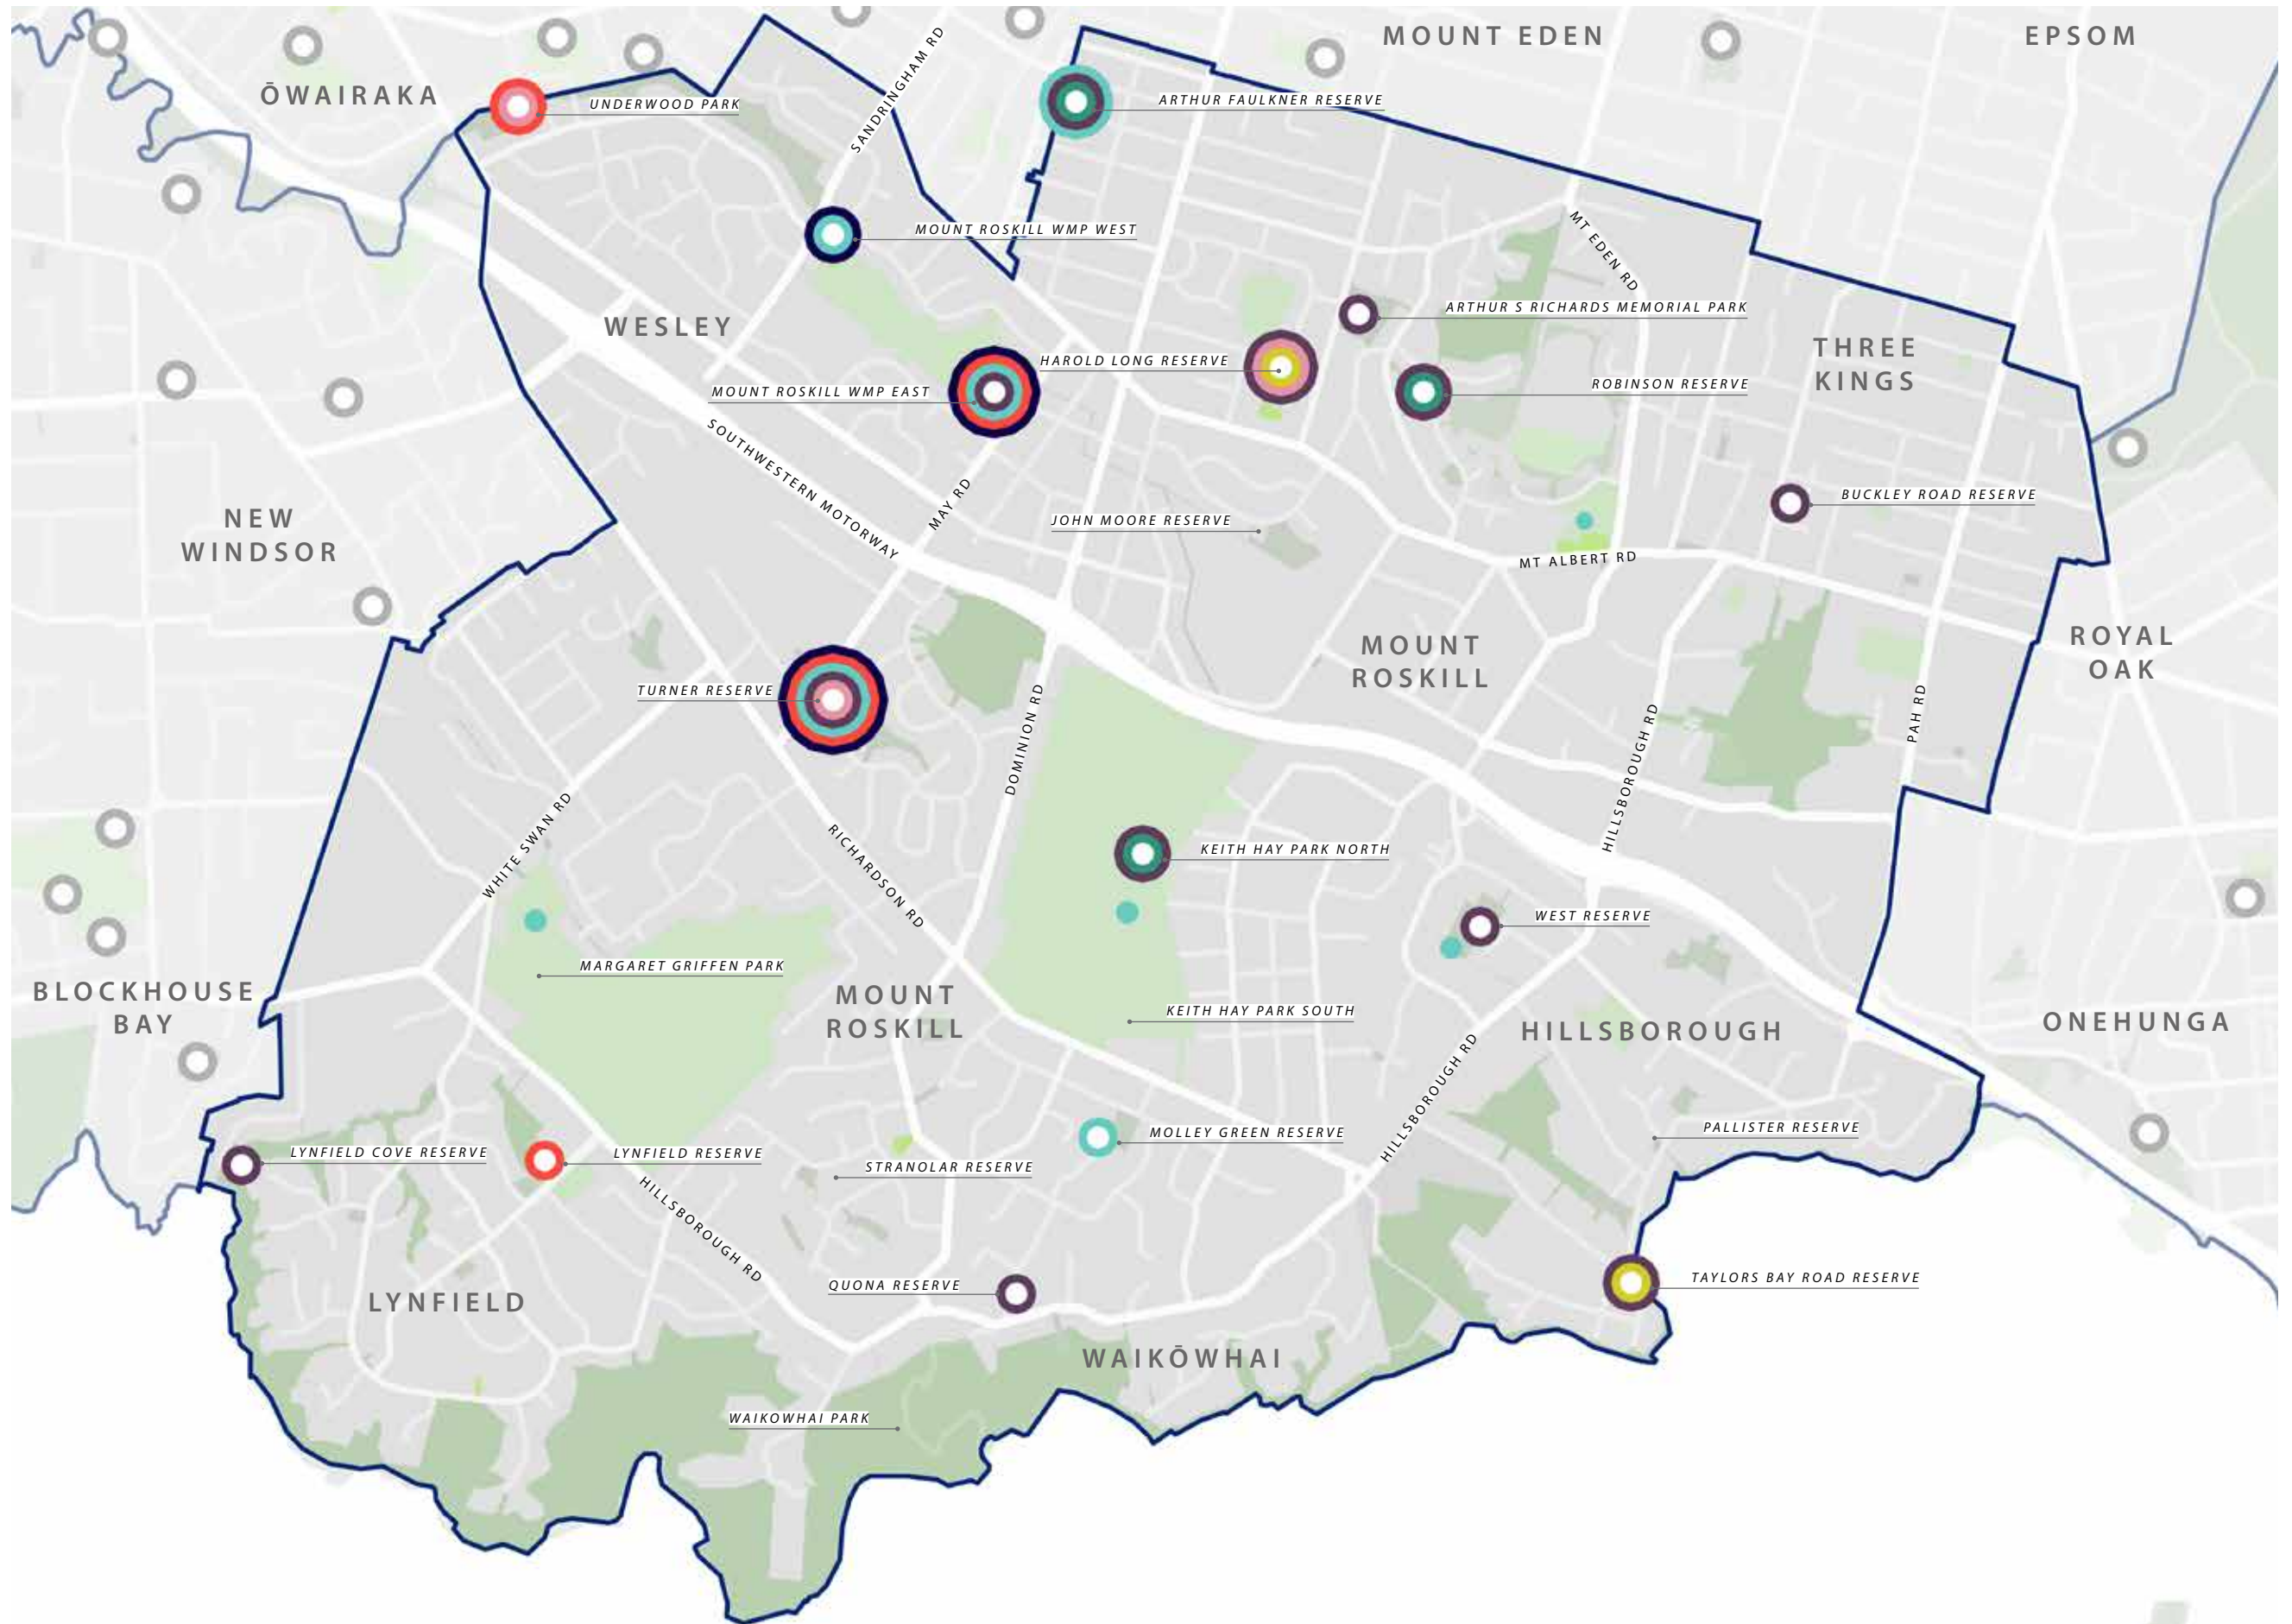 MOUNT EDEN
EPSOM
ŌWAIRAKA
SANDRINGHAM RD
UNDERWOOD PARK
ARTHUR FAULKNER RESERVE
MOUNT ROSKILL WMP WEST
MT EDEN RD
ARTHUR S RICHARDS MEMORIAL PARK
WESLEY
THREE
KINGS
HAROLD LONG RESERVE
MOUNT ROSKILL WMP EAST
ROBINSON RESERVE
SOUTHWESTERN MOTORWAY
MAY RD
BUCKLEY ROAD RESERVE
NEW
WINDSOR
JOHN MOORE RESERVE
MT ALBERT RD
MOUNT
ROSKILL
ROYAL
OAK
TURNER RESERVE
DOMINION RD
HILLSBOROUGH RD
PAH RD
WHITE SWAN RD
RICHARDSON RD
KEITH HAY PARK NORTH
WEST RESERVE
MARGARET GRIFFEN PARK
BLOCKHOUSE
BAY
MOUNT
ROSKILL
KEITH HAY PARK SOUTH
HILLSBOROUGH
ONEHUNGA
HILLSBOROUGH RD
PALLISTER RESERVE
MOLLEY GREEN RESERVE
LYNFIELD COVE RESERVE
LYNFIELD RESERVE
STRANOLAR RESERVE
HILLSBOROUGH RD
QUONA RESERVE
TAYLORS BAY ROAD RESERVE
LYNFIELD
WAIKŌWHAI
WAIKOWHAI PARK